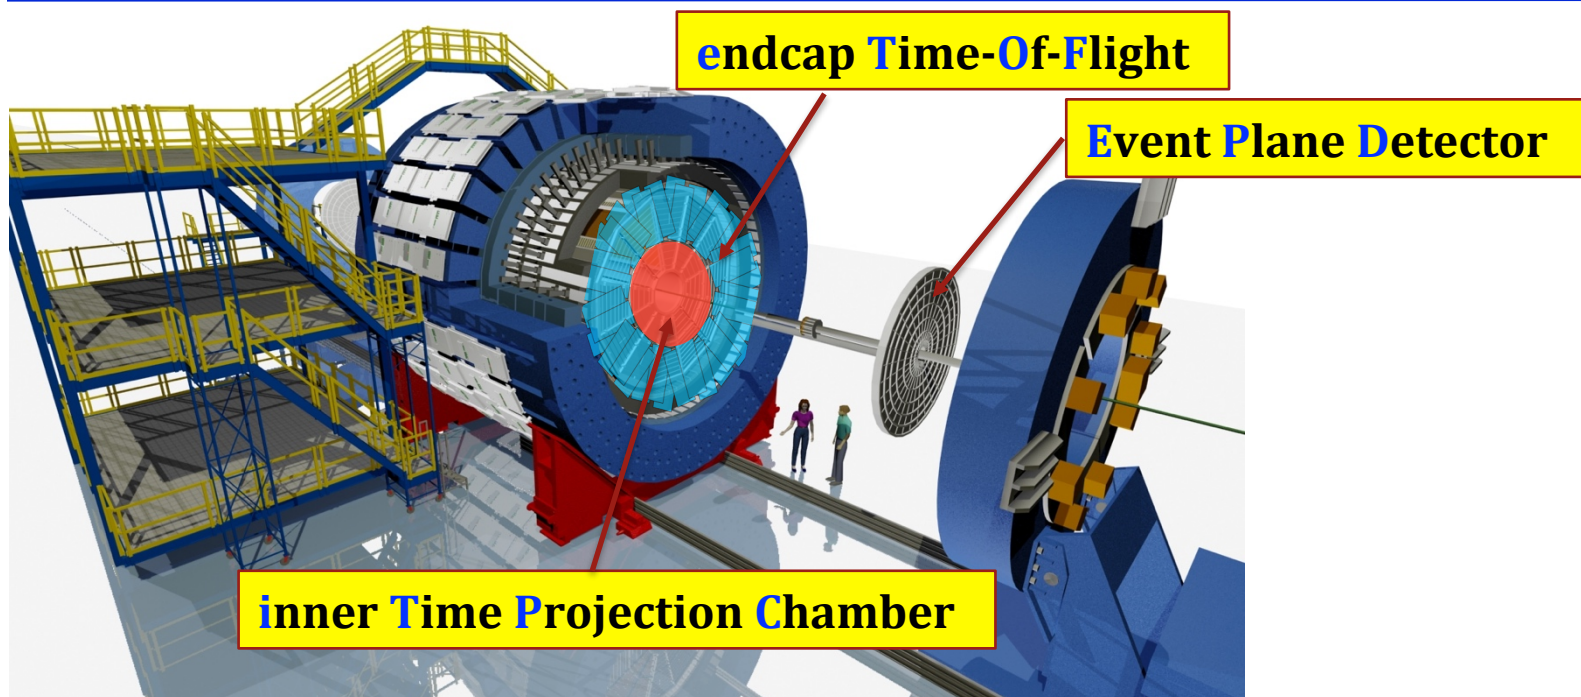 endcap Time-Of-Flight
Event Plane Detector
inner Time Projection Chamber